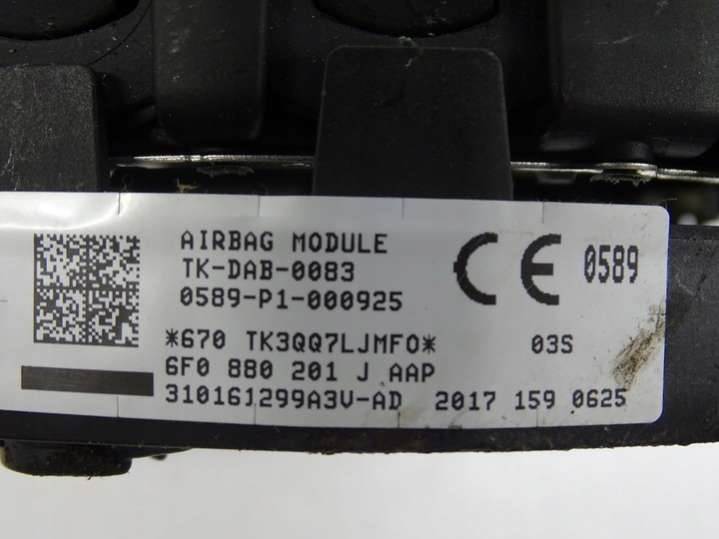 AIRBAG MODULE
TK-DAB-0083
0589-P1-000925
CE 0589
*670 TK3QQ7LJMFO* 03S
6F0 880 201 J AAP
310161299A3V-AD 2017 159 0625